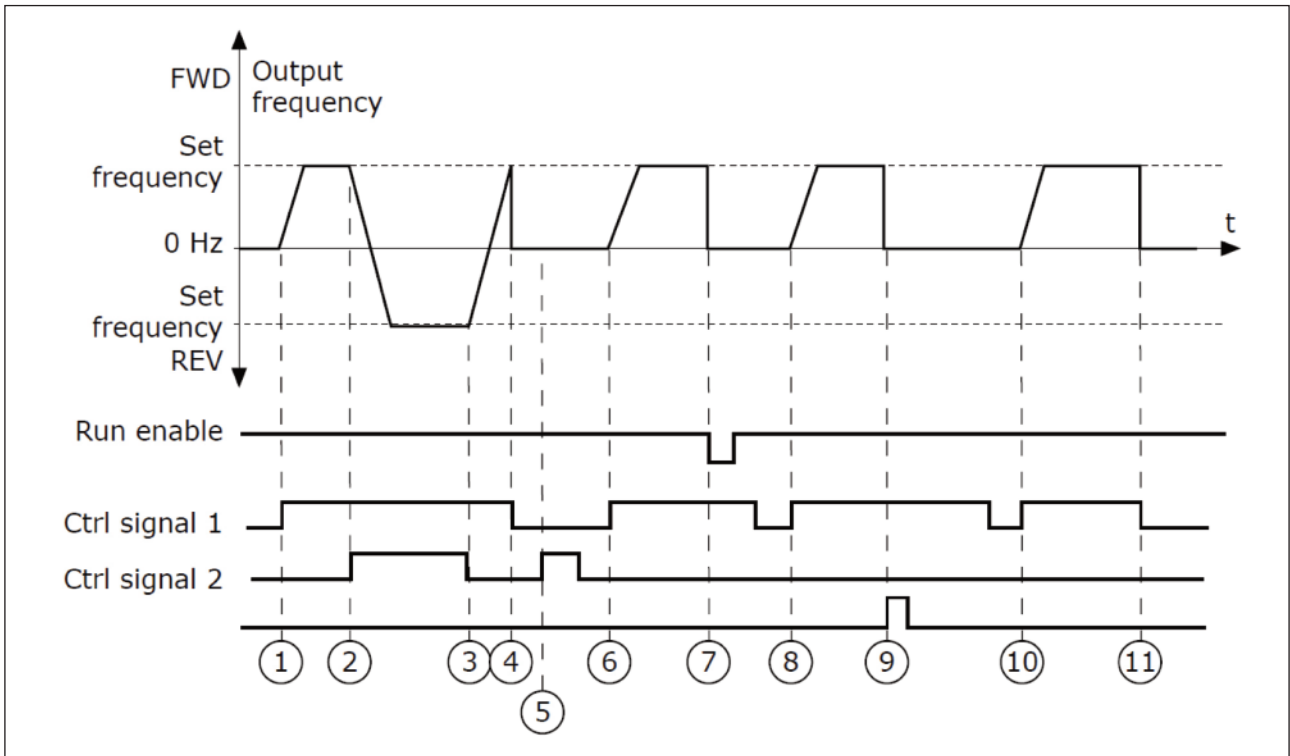 FWD
Output
frequency
Set
frequency
0 Hz
t
Set
frequency
REV
Run enable
Ctrl signal 1
Ctrl signal 2
1
2
3
4
5
6
7
8
9
10
11